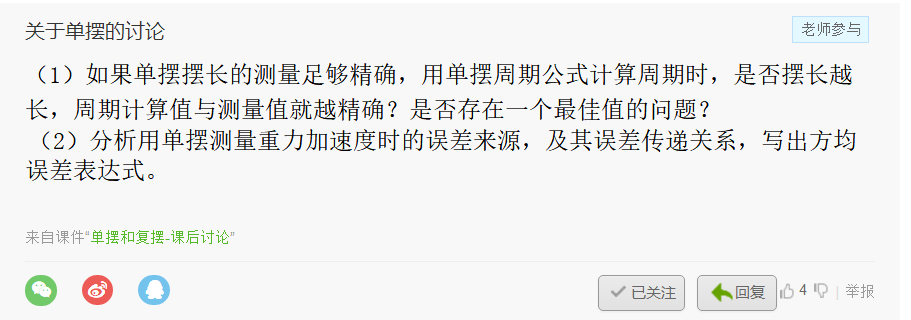 关于单摆的讨论
老师参与
（1）如果单摆摆长的测量足够精确，用单摆周期公式计算周期时，是否摆长越
长，周期计算值与测量值就越精确？是否存在一个最佳值的问题？
（2）分析用单摆测量重力加速度时的误差来源，及其误差传递关系，写出方均
误差表达式。
来自课件“单摆和复摆-课后讨论”
已关注 回复 4 举报